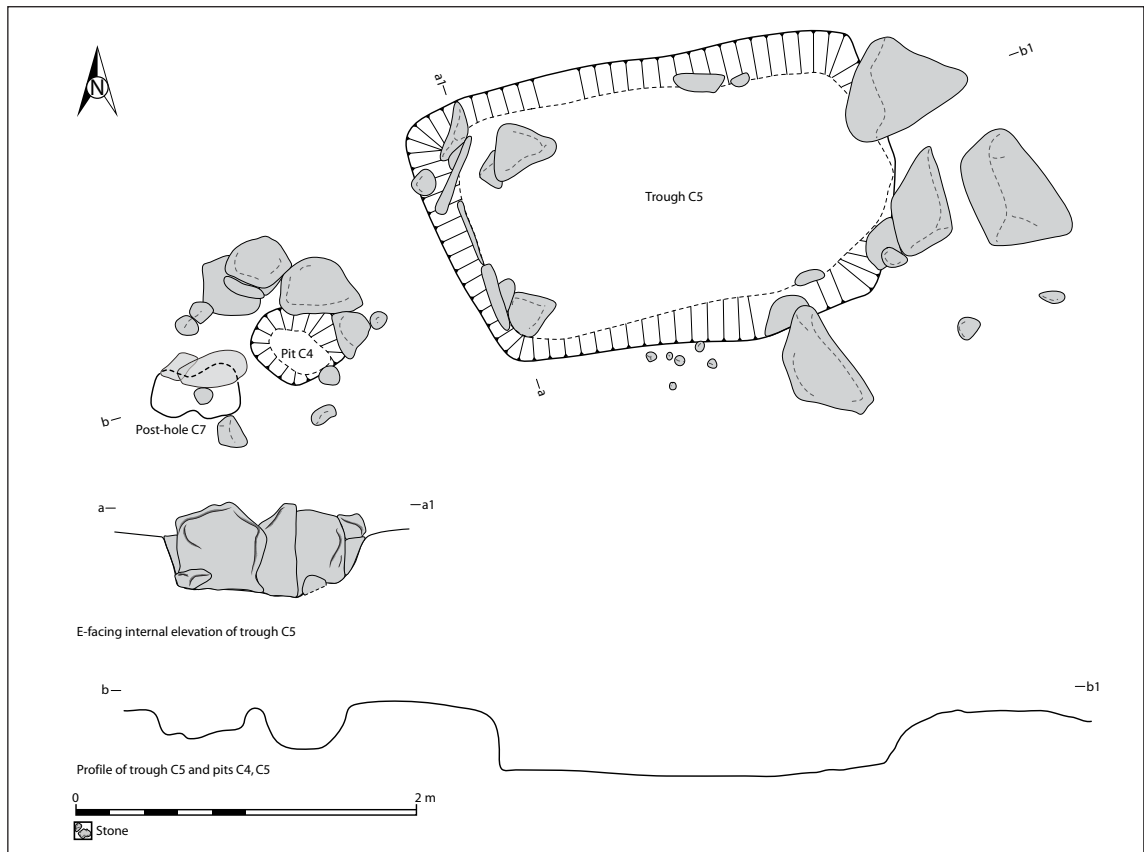 N
a1
b1
Trough C5
Pit C4
b
Post-hole C7
a
a
a1
E-facing internal elevation of trough C5
b
b1
Profile of trough C5 and pits C4, C5
0
2 m
Stone